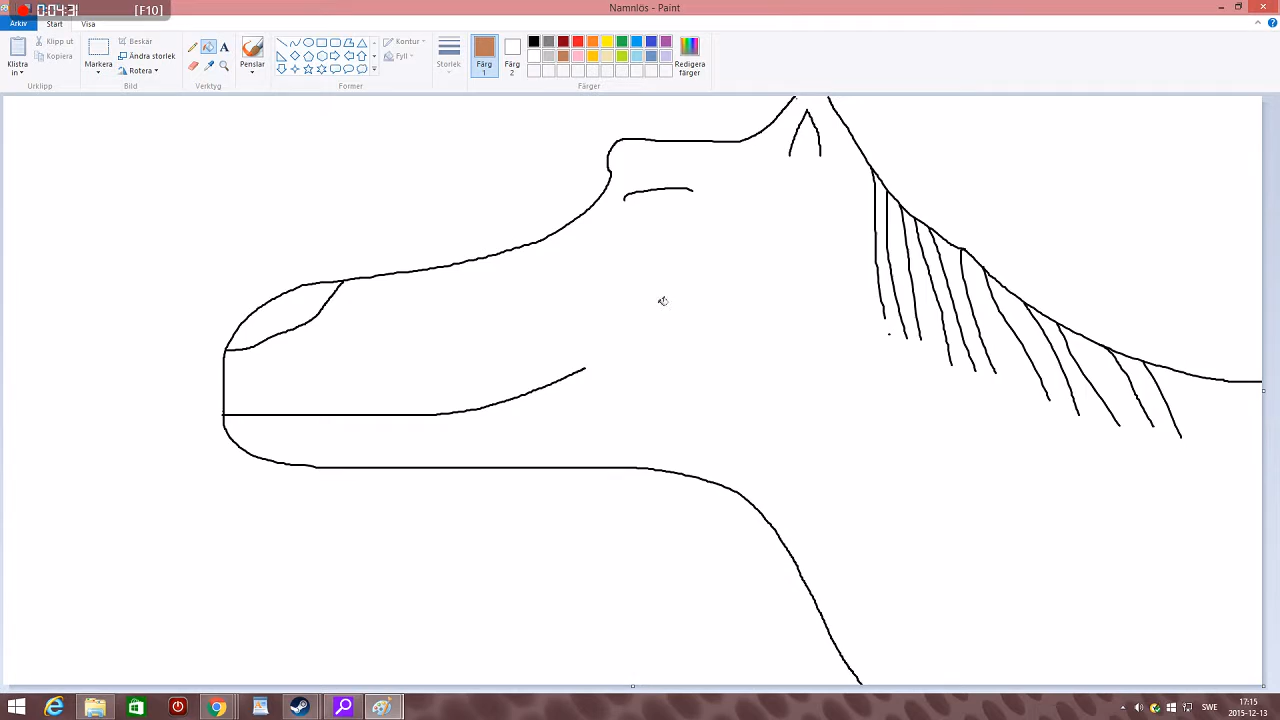 0:04:31 [F10]
Namnlös - Paint
Arkiv Start Visa
Klistra in
Klipp ut
Kopiera
Urklipp
Markera
Beskär
Ändra storlek
Rotera
Bild
A
Verktyg
Penslar
Former
Kontur
Fyll
Storlek
Färg 1
Färg 2
Färger
Redigera färger
SWE
17:15
2015-12-13